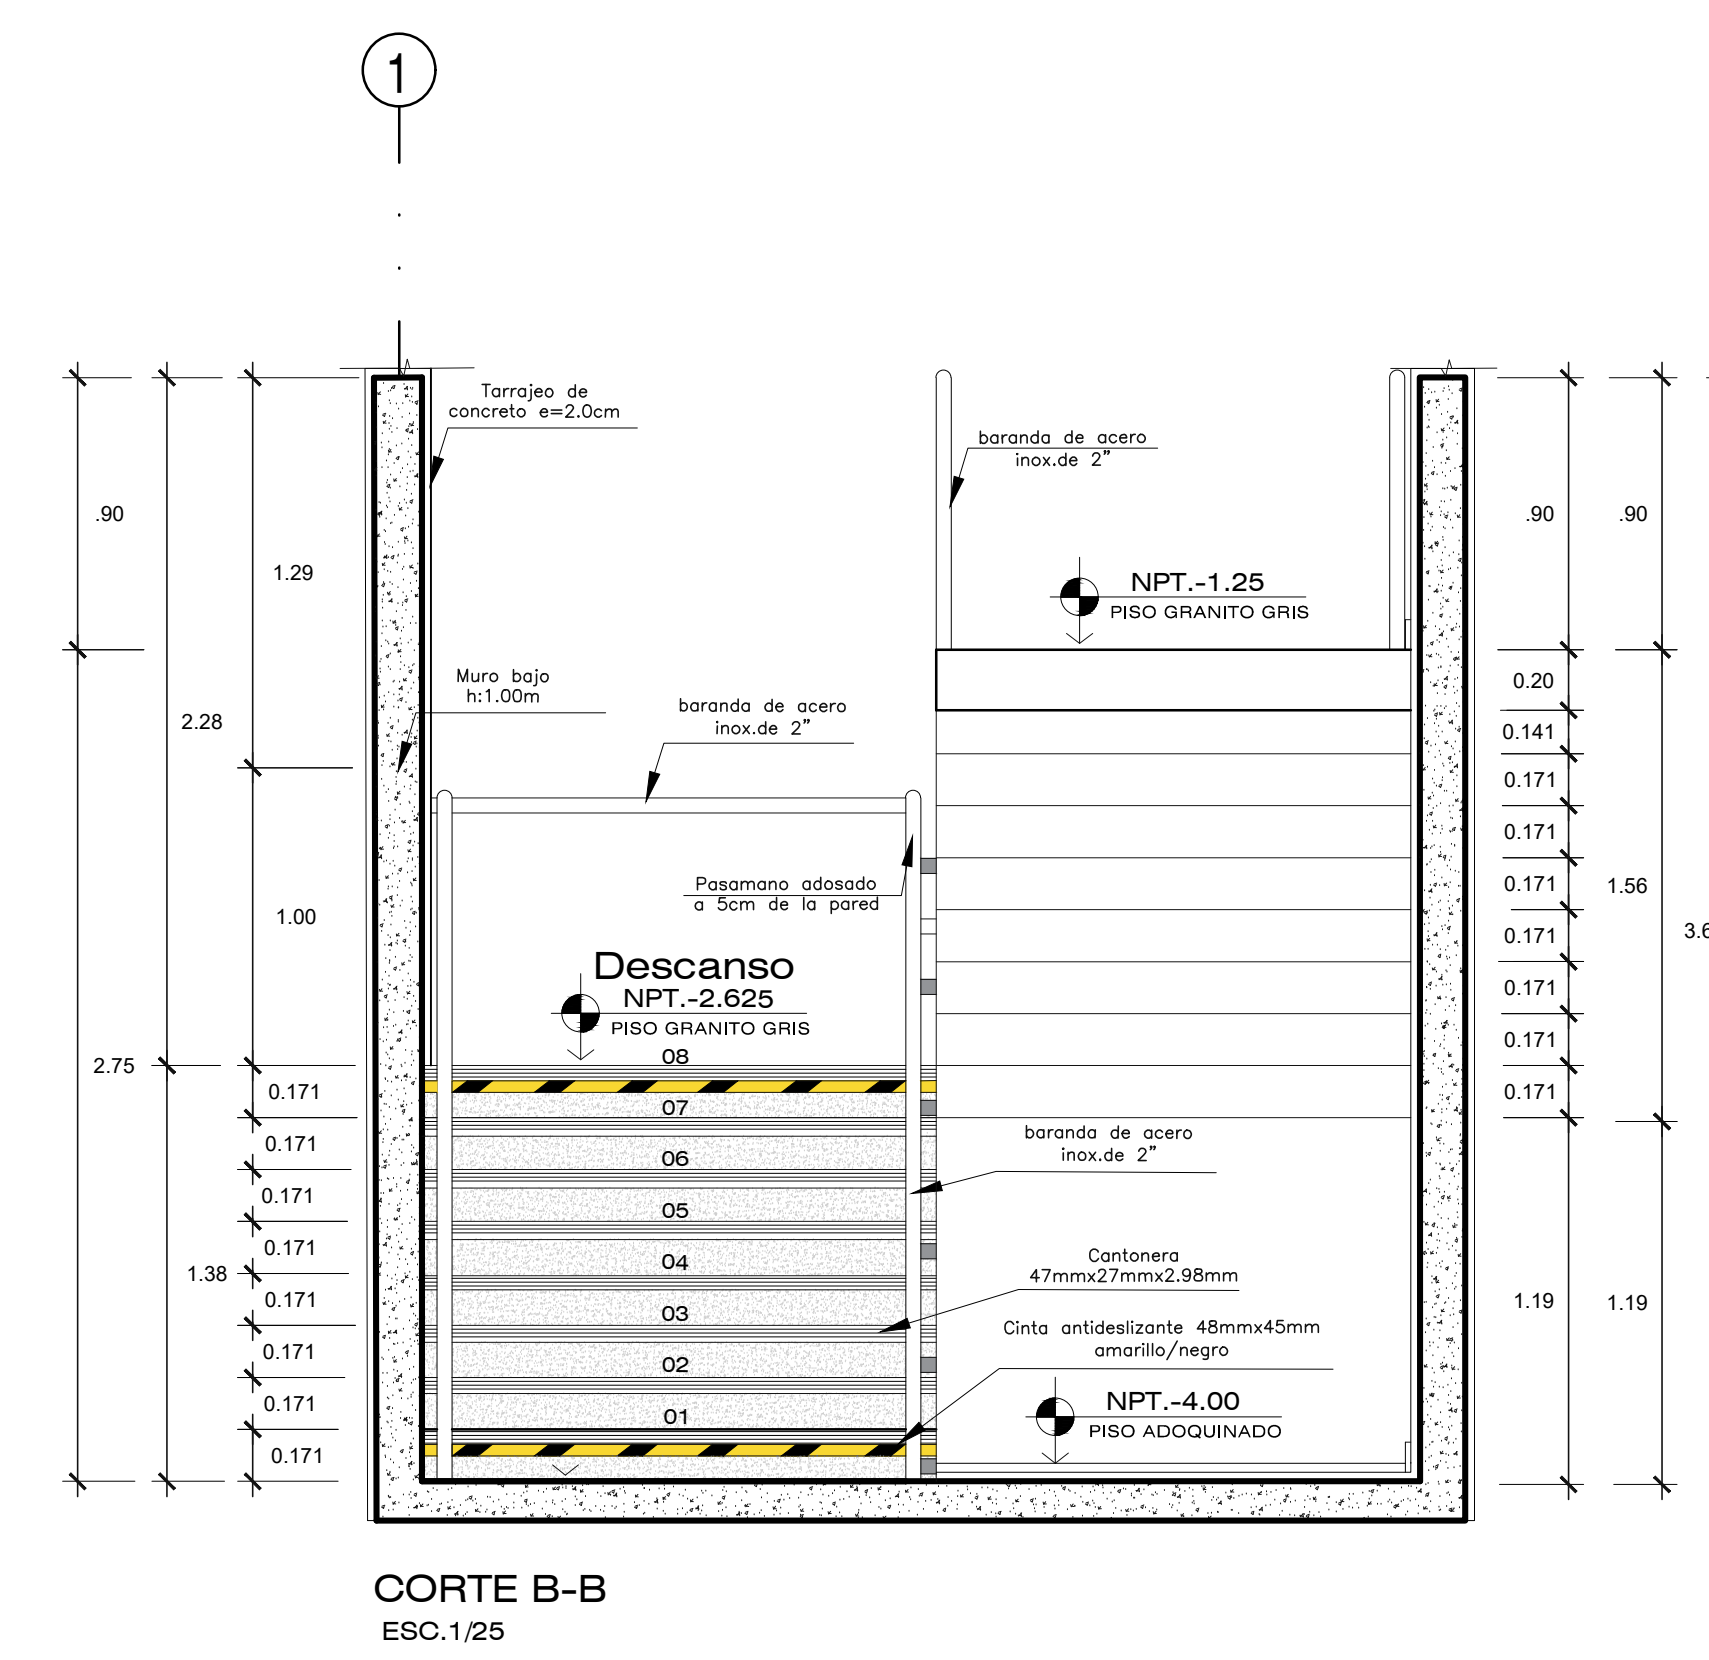 1
Tarrajeo de
concreto e=2.0cm
baranda de acero
inox.de 2”
.90
1.29
.90
.90
NPT.-1.25
PISO GRANITO GRIS
Muro bajo
h:1.00m
2.28
baranda de acero
inox.de 2”
0.20
0.141
0.171
0.171
0.171
0.171
0.171
0.171
0.171
1.56
Pasamano adosado
a 5cm de la pared
1.00
Descanso
NPT.-2.625
PISO GRANITO GRIS
08
07
06
05
04
03
02
01
2.75
0.171
0.171
0.171
0.171
0.171
0.171
0.171
0.171
1.38
baranda de acero
inox.de 2”
Cantonera
47mmx27mmx2.98mm
Cinta antideslizante 48mmx45mm
amarillo/negro
1.19
1.19
NPT.-4.00
PISO ADOQUINADO
CORTE B-B
ESC.1/25